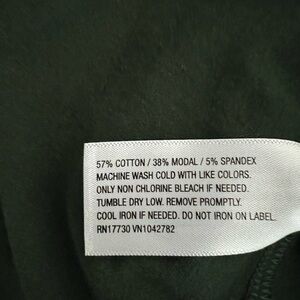 57% COTTON / 38% MODAL / 5% SPANDEX
MACHINE WASH COLD WITH LIKE COLORS.
ONLY NON CHLORINE BLEACH IF NEEDED.
TUMBLE DRY LOW. REMOVE PROMPTLY.
COOL IRON IF NEEDED. DO NOT IRON ON LABEL.
RN17730 VN1042782